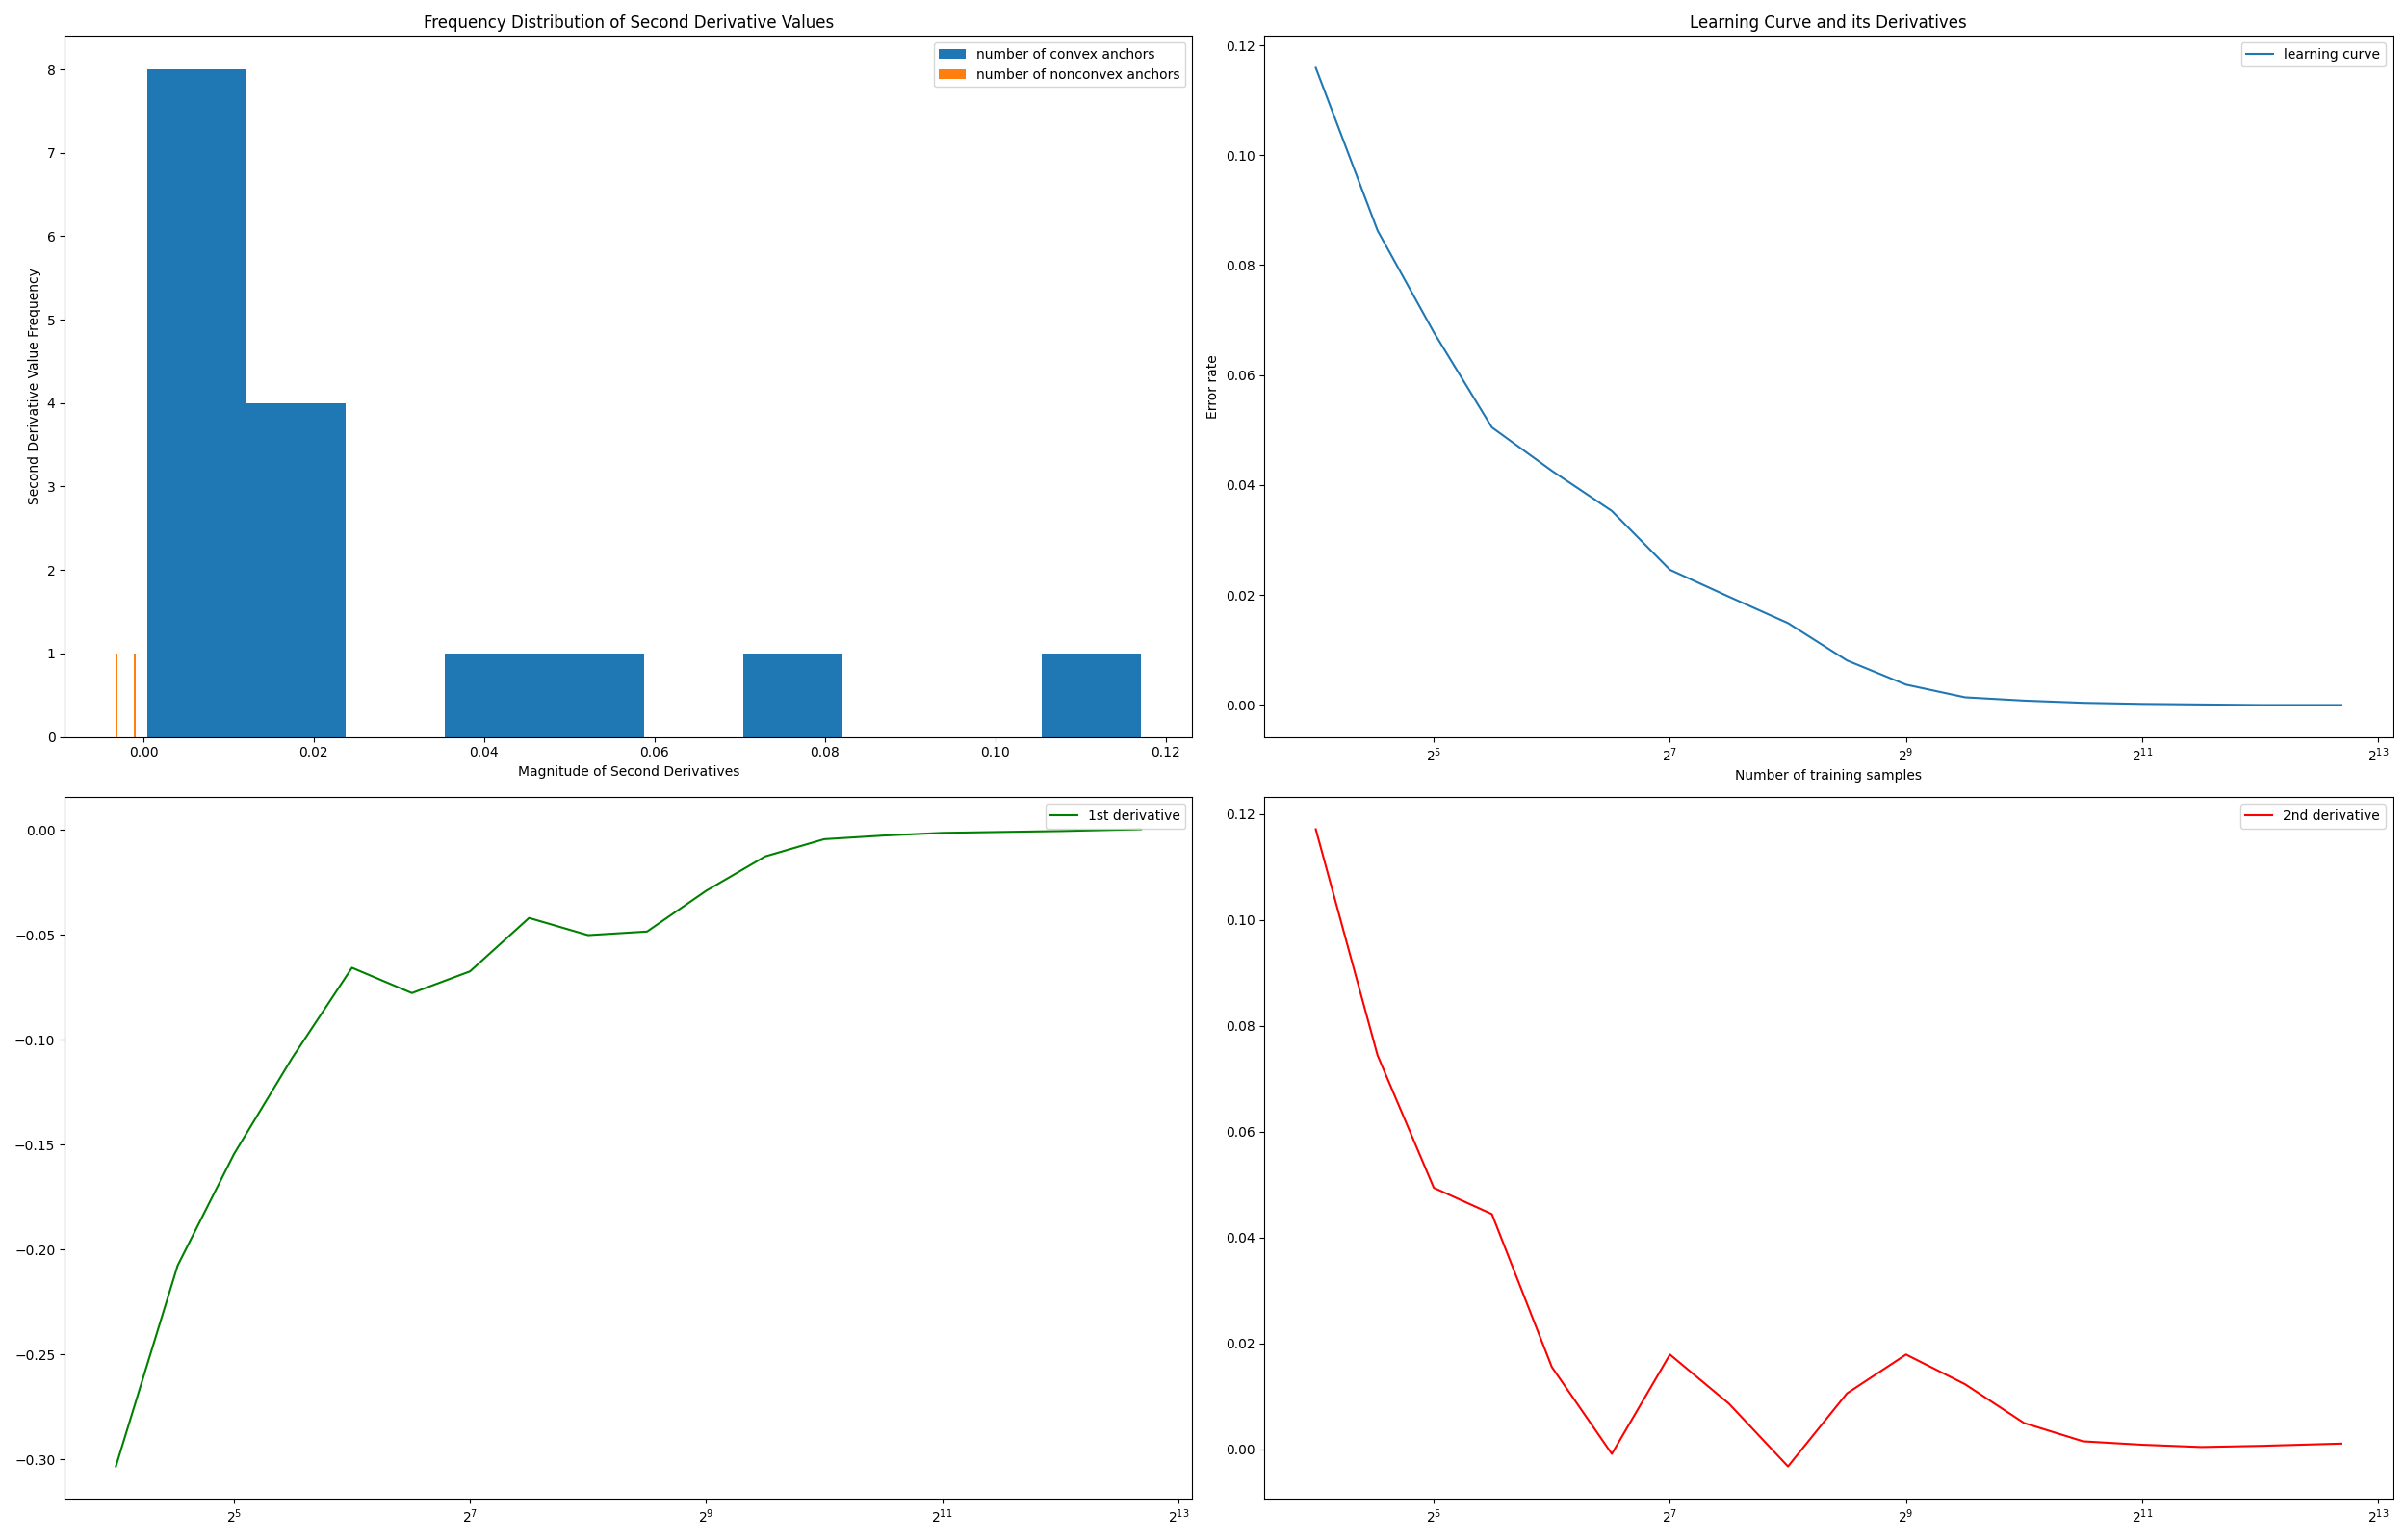 Frequency Distribution of Second Derivative Values
number of convex anchors
number of nonconvex anchors
Second Derivative Value Frequency
8
7
6
5
4
3
2
1
0
0.00 0.02 0.04 0.06 0.08 0.10 0.12
Magnitude of Second Derivatives
Learning Curve and its Derivatives
learning curve
Error rate
0.12
0.10
0.08
0.06
0.04
0.02
0.00
2^5 2^7 2^9 2^11 2^13
Number of training samples
1st derivative
0.00
−0.05
−0.10
−0.15
−0.20
−0.25
−0.30
2^5 2^7 2^9 2^11 2^13
2nd derivative
0.12
0.10
0.08
0.06
0.04
0.02
0.00
2^5 2^7 2^9 2^11 2^13